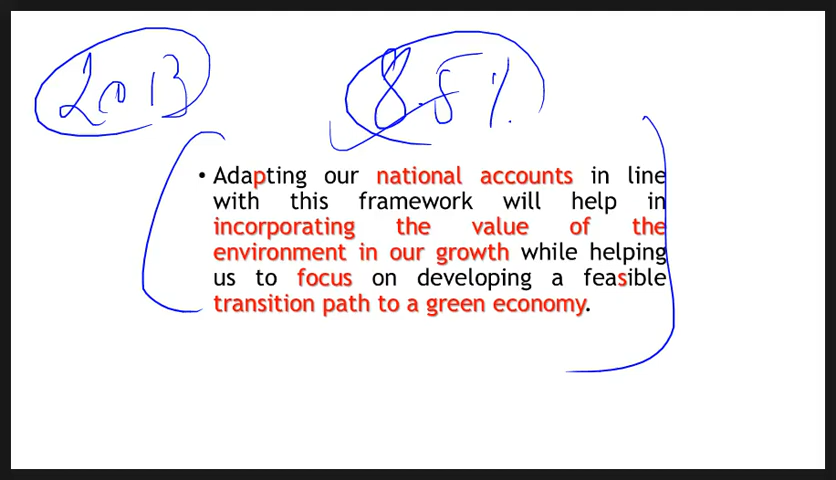 2013 8.5%
• Adapting our national accounts in line
with this framework will help in
incorporating the value of the
environment in our growth while helping
us to focus on developing a feasible
transition path to a green economy.